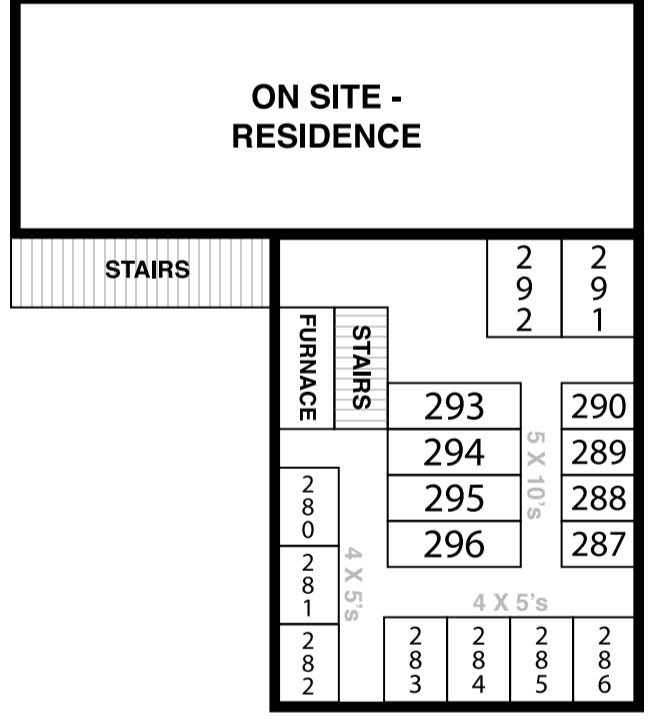 ON SITE -
RESIDENCE
STAIRS
292
291
FURNACE
STAIRS
293
290
294
289
295
288
296
287
5 X 10's
280
281
282
4 X 5's
4 X 5's
283
284
285
286